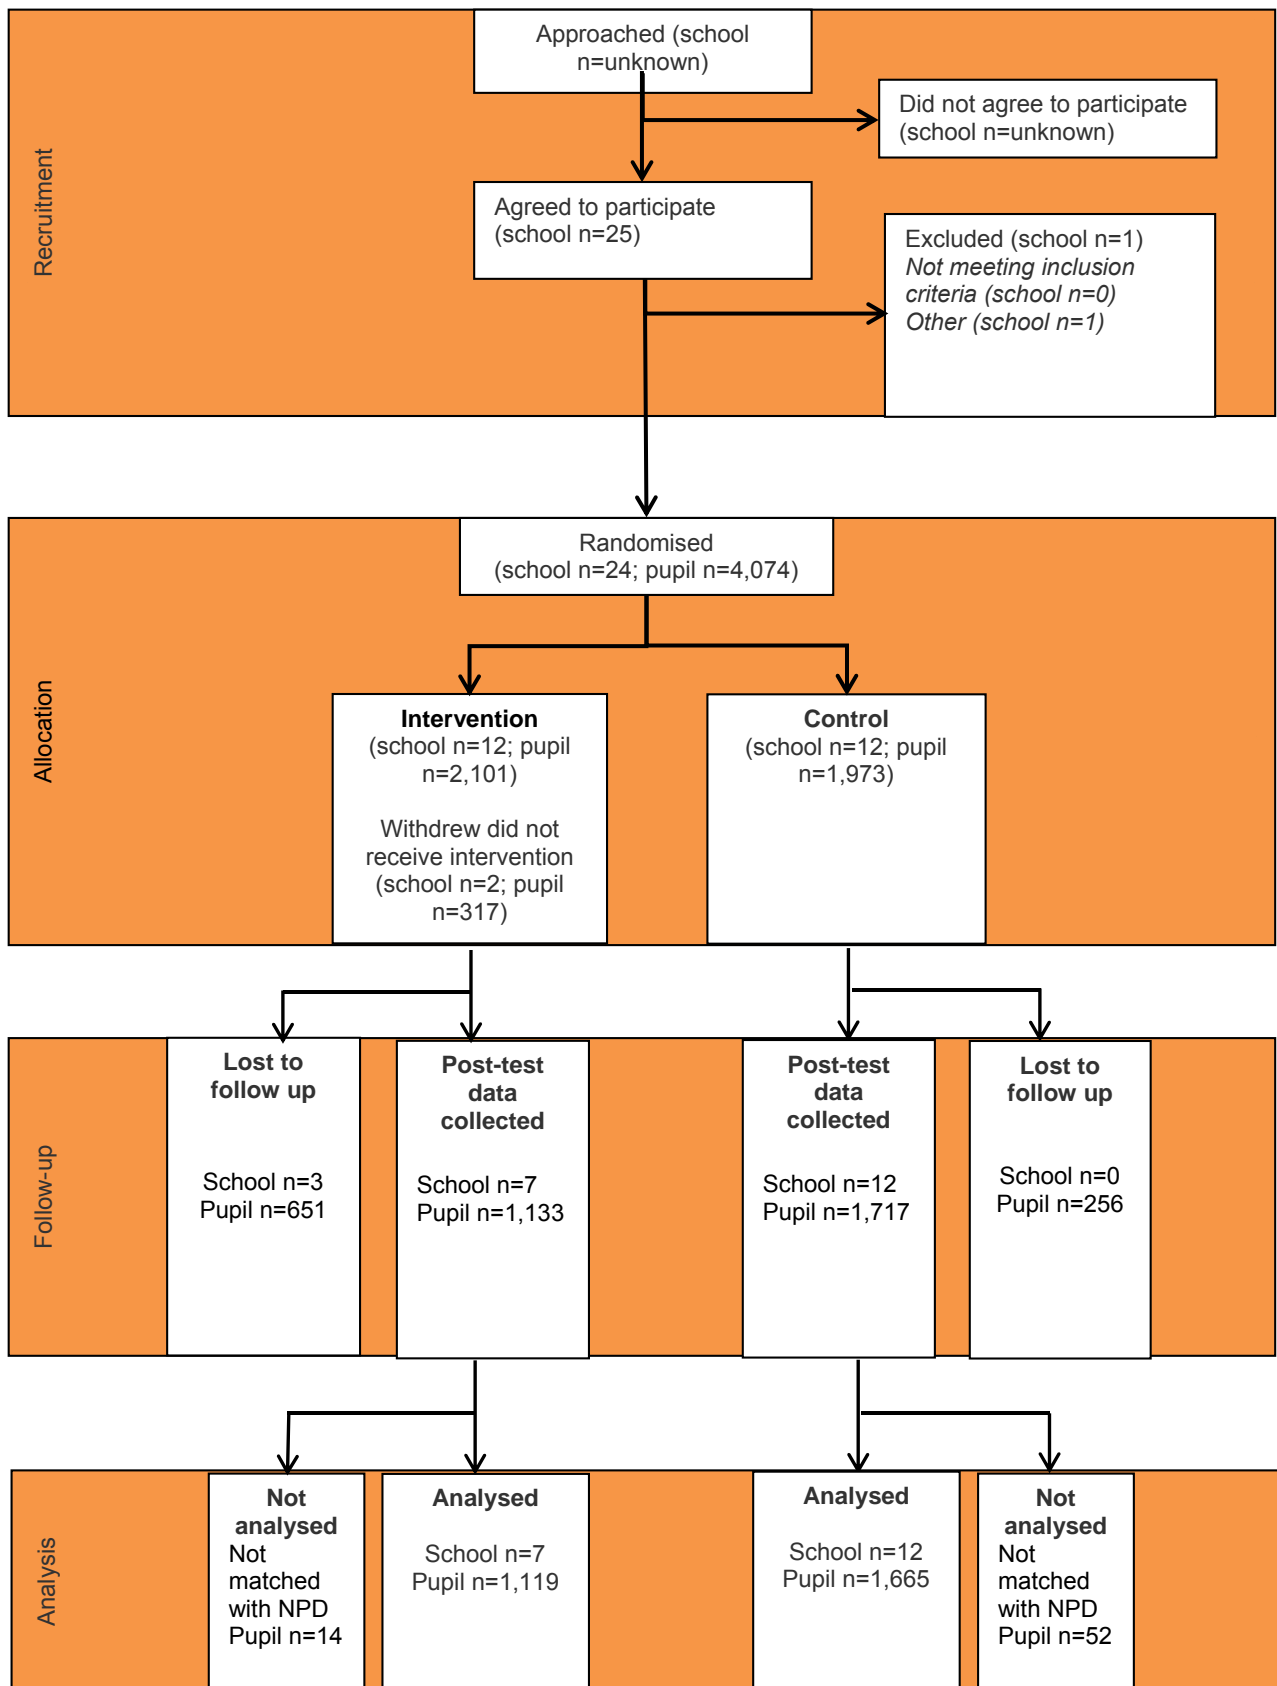 Recruitment
Approached (school
n=unknown)
Did not agree to participate
(school n=unknown)
Agreed to participate
(school n=25)
Excluded (school n=1)
Not meeting inclusion
criteria (school n=0)
Other (school n=1)
Allocation
Randomised
(school n=24; pupil n=4,074)
Intervention
(school n=12; pupil
n=2,101)
Withdrew did not
receive intervention
(school n=2; pupil
n=317)
Control
(school n=12; pupil
n=1,973)
Follow-up
Lost to
follow up
School n=3
Pupil n=651
Post-test
data
collected
School n=7
Pupil n=1,133
Post-test
data
collected
School n=12
Pupil n=1,717
Lost to
follow up
School n=0
Pupil n=256
Analysis
Not
analysed
Not
matched
with NPD
Pupil n=14
Analysed
School n=7
Pupil n=1,119
Analysed
School n=12
Pupil n=1,665
Not
analysed
Not
matched
with NPD
Pupil n=52